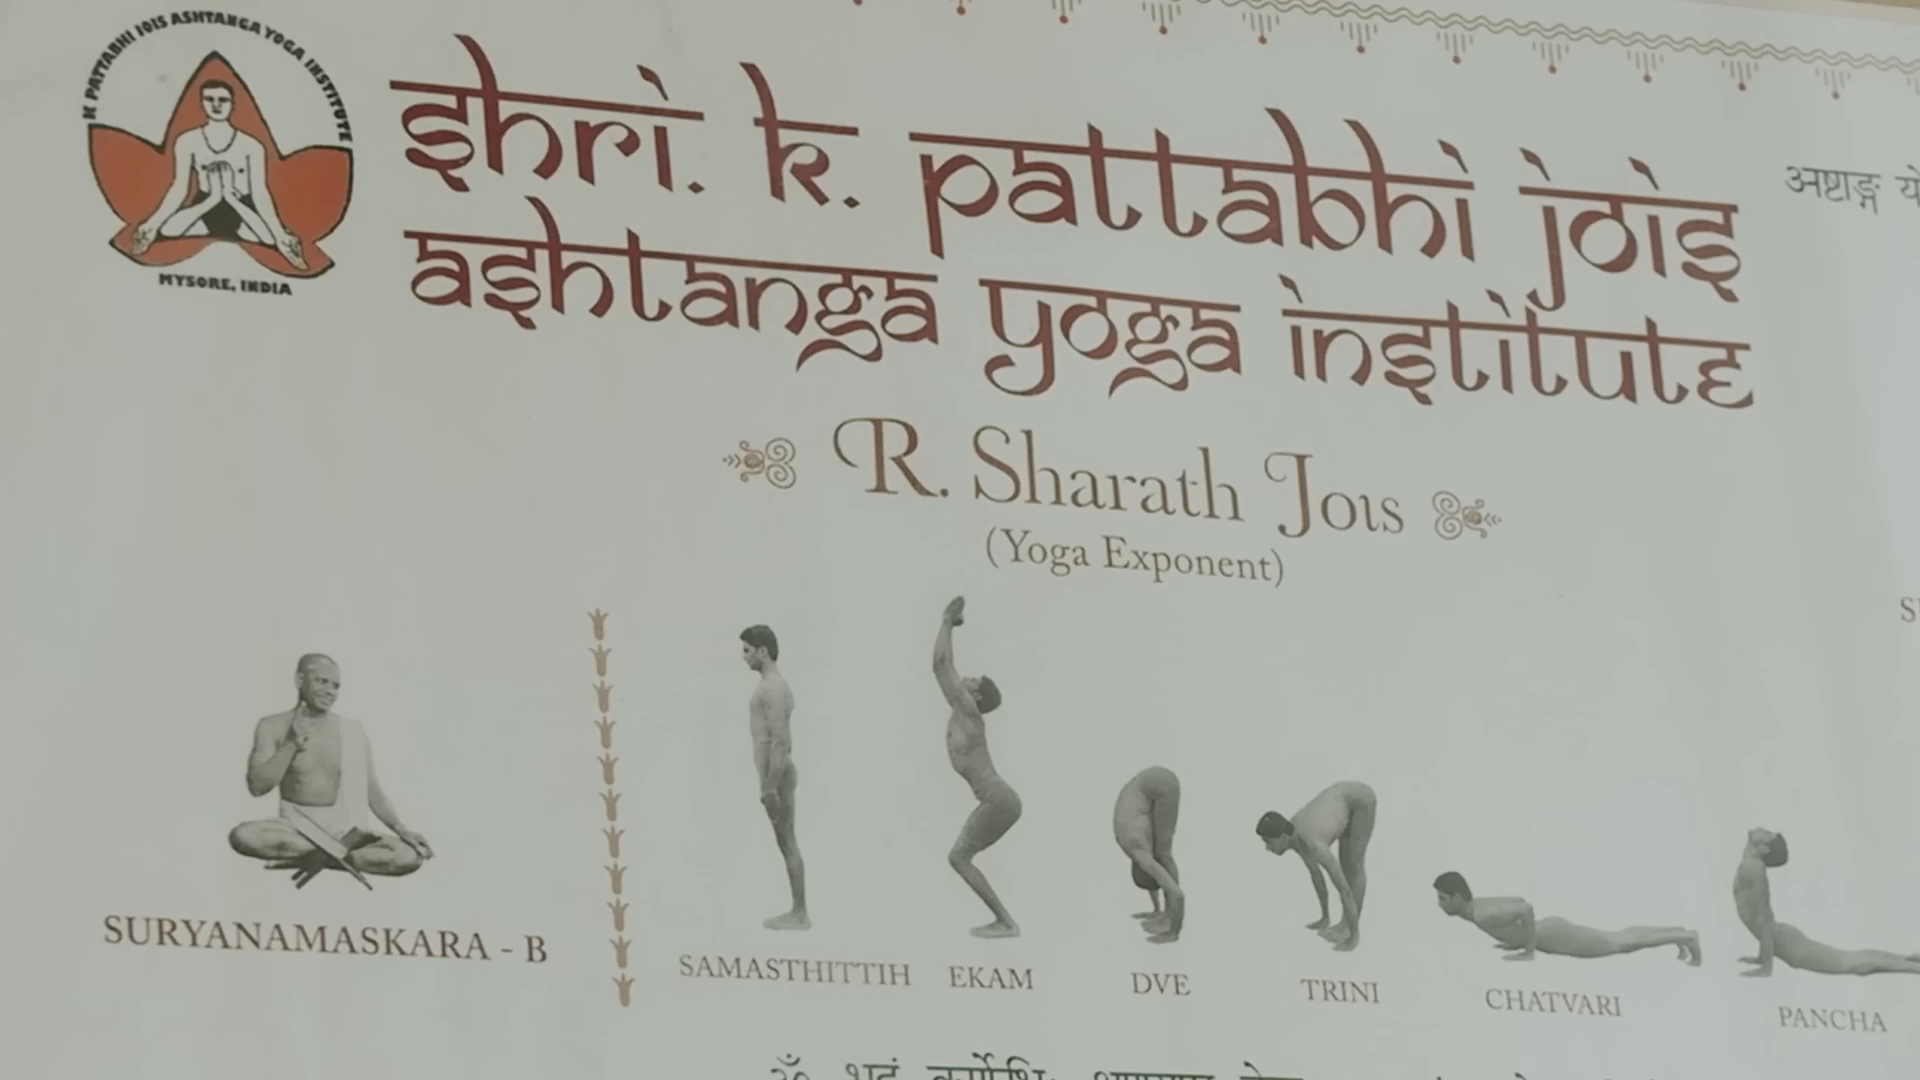 K PATTABHI JOIS ASHTANGA YOGA INSTITUTE
MYSORE, INDIA
shri. k. pattabhi jois
ashtanga yoga institute
अष्टाङ्ग
R. Sharath Jois
(Yoga Exponent)
SURYANAMASKARA - B
SAMASTHITTIH EKAM DVE TRINI CHATVARI PANCHA
ॐ